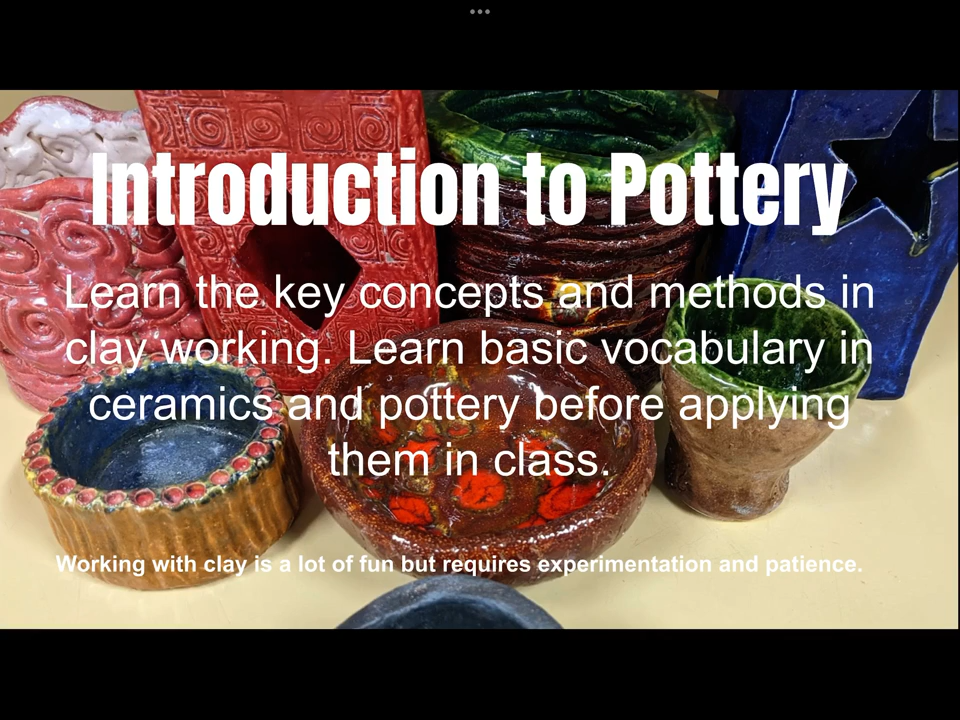 Introduction to Pottery
Learn the key concepts and methods in
clay working. Learn basic vocabulary in
ceramics and pottery before applying
them in class.
Working with clay is a lot of fun but requires experimentation and patience.